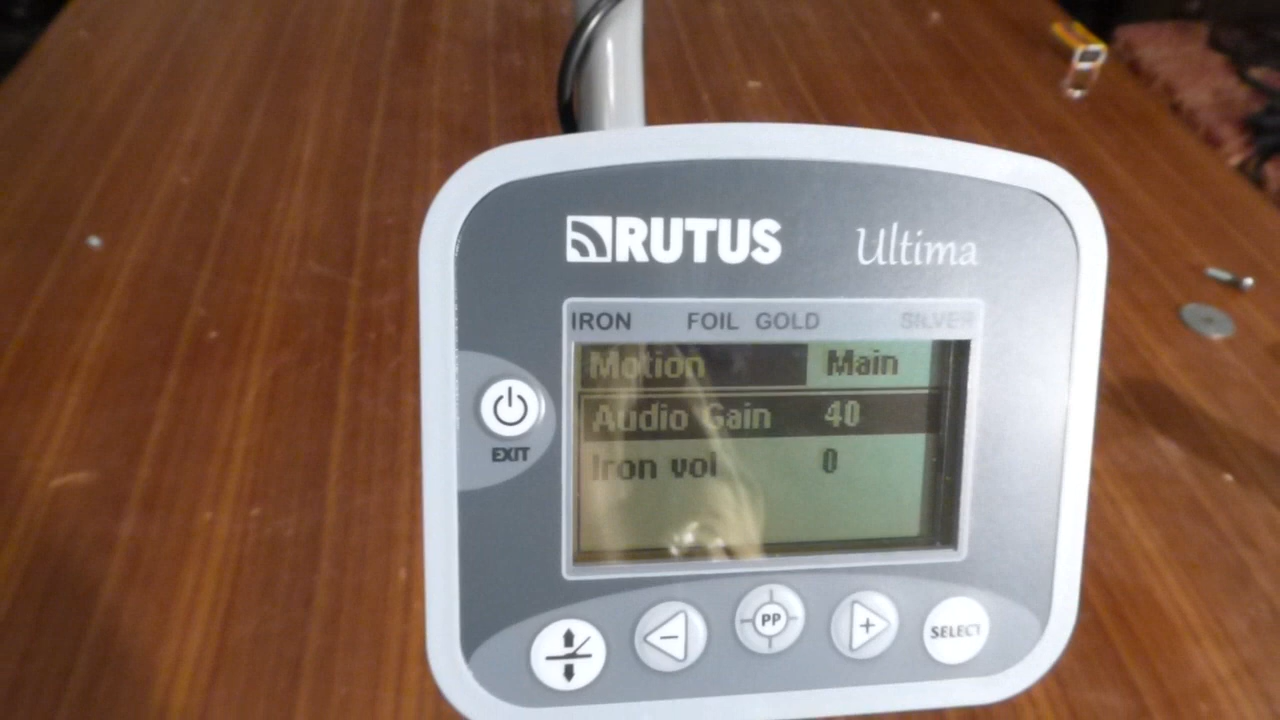 RUTUS Ultima
IRON FOIL GOLD SILVER
Motion Main
Audio Gain 40
Iron vol 0
EXIT
- PP + SELECT